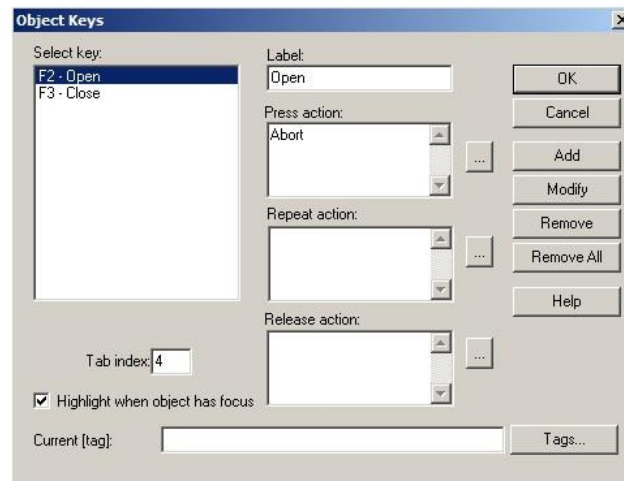 Object Keys
Select key:
F2 - Open
F3 - Close
Label:
Open
Press action:
Abort
...
Repeat action:
...
Release action:
...
OK
Cancel
Add
Modify
Remove
Remove All
Help
Tab index: 4
Highlight when object has focus
Current [tag]:
Tags...